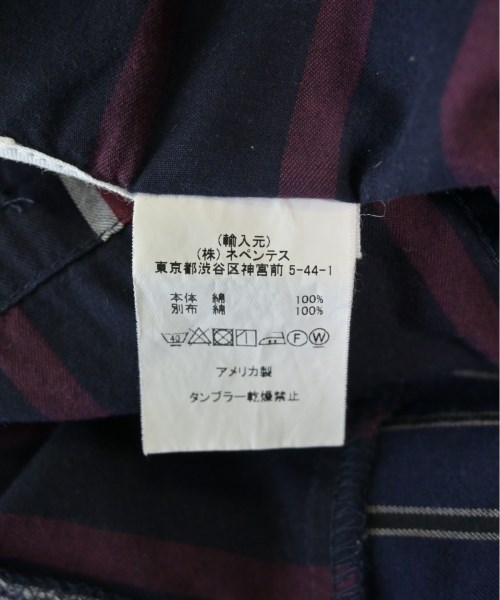 (輸入元)
(株) ネペンテス
東京都渋谷区神宮前 5-44-1
本体 綿 100%
別布 綿 100%
40 F W
アメリカ製
タンブラー乾燥禁止